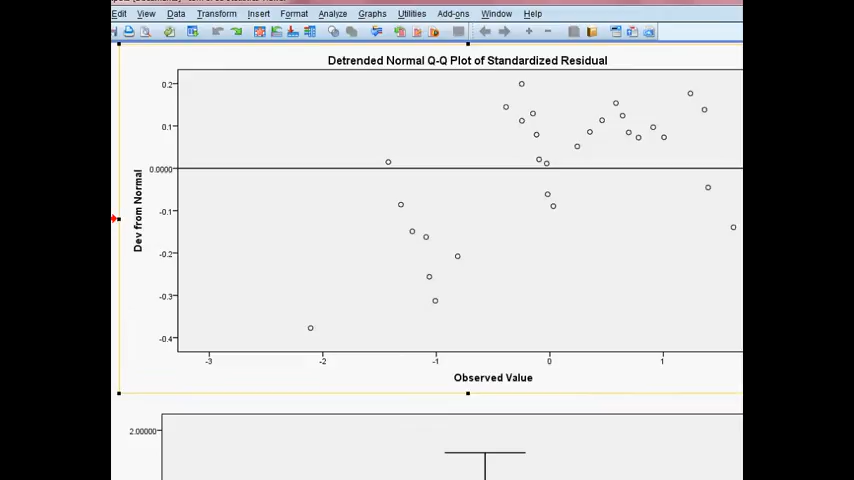 Edit View Data Transform Insert Format Analyze Graphs Utilities Add-ons Window Help
Detrended Normal Q-Q Plot of Standardized Residual
0.2
0.1
0.0000
-0.1
-0.2
-0.3
-0.4
Dev from Normal
-3 -2 -1 0 1
Observed Value
2.00000